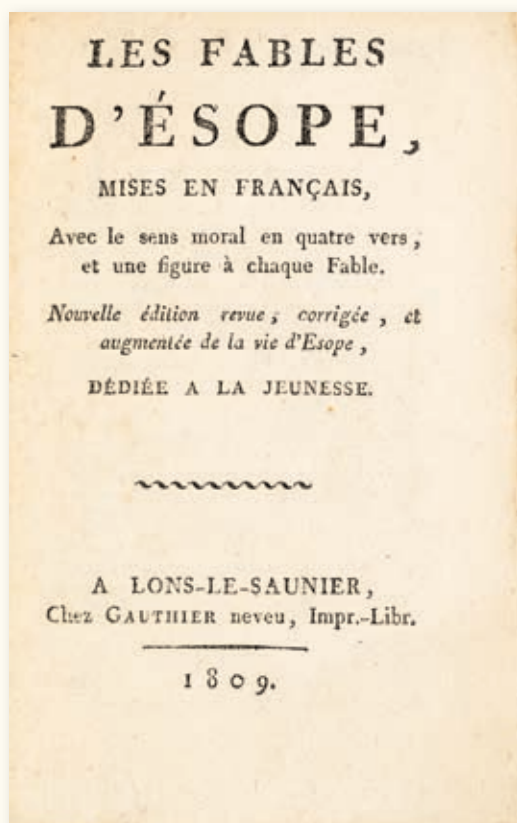 LES FABLES
D'ÉSOPE,
MISES EN FRANÇAIS,
Avec le sens moral en quatre vers,
et une figure à chaque Fable.
Nouvelle édition revue, corrigée, et
augmentée de la vie d'Esope,
DÉDIÉE A LA JEUNESSE.
A LONS-LE-SAUNIER,
Chez GAUTHIER neveu, Impr.-Libr.
1809.